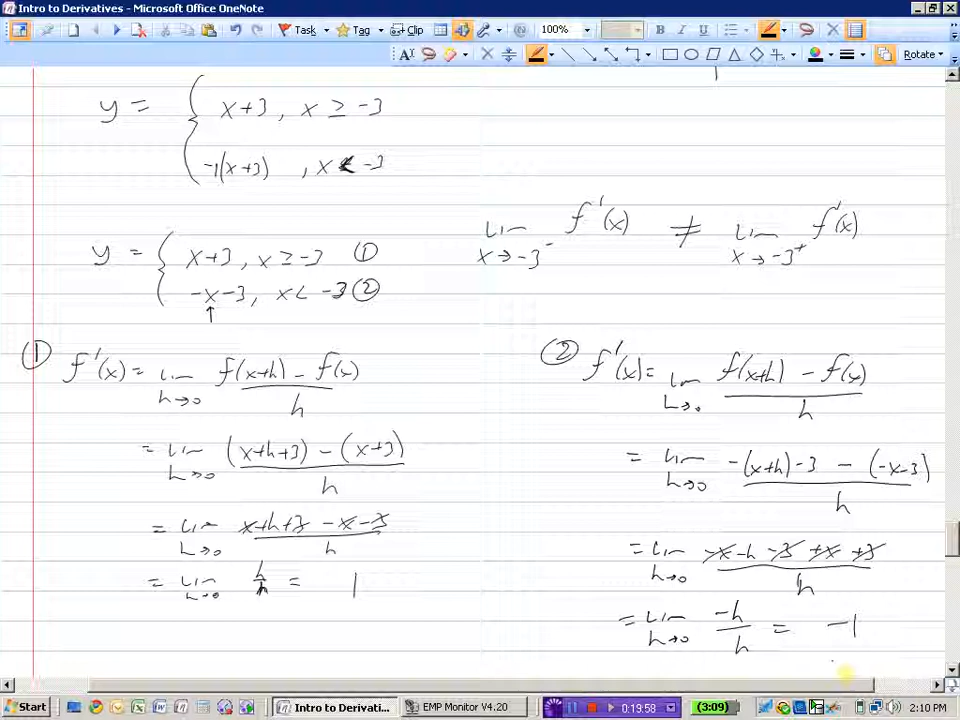 Intro to Derivatives - Microsoft Office OneNote
Task Tag Clip 100% B I
Rotate
y = { x+3, x ≥ -3
-1(x+3), x < -3
y = { x+3, x ≥ -3 ①
-x-3, x < -3 ②
↑
lim x→-3⁻ f'(x) ≠ lim x→-3⁺ f'(x)
① f'(x) = lim h→0 (f(x+h) - f(x))/h
= lim h→0 ((x+h+3) - (x+3))/h
= lim h→0 (x+h+3-x-3)/h
= lim h→0 h/h = 1
② f'(x) = lim h→0 (f(x+h) - f(x))/h
= lim h→0 (-(x+h)-3 - (-x-3))/h
= lim h→0 (-x-h-3+x+3)/h
= lim h→0 -h/h = -1
Start Intro to Derivati... EMP Monitor V4.20 0:19:58 (3:09) 2:10 PM